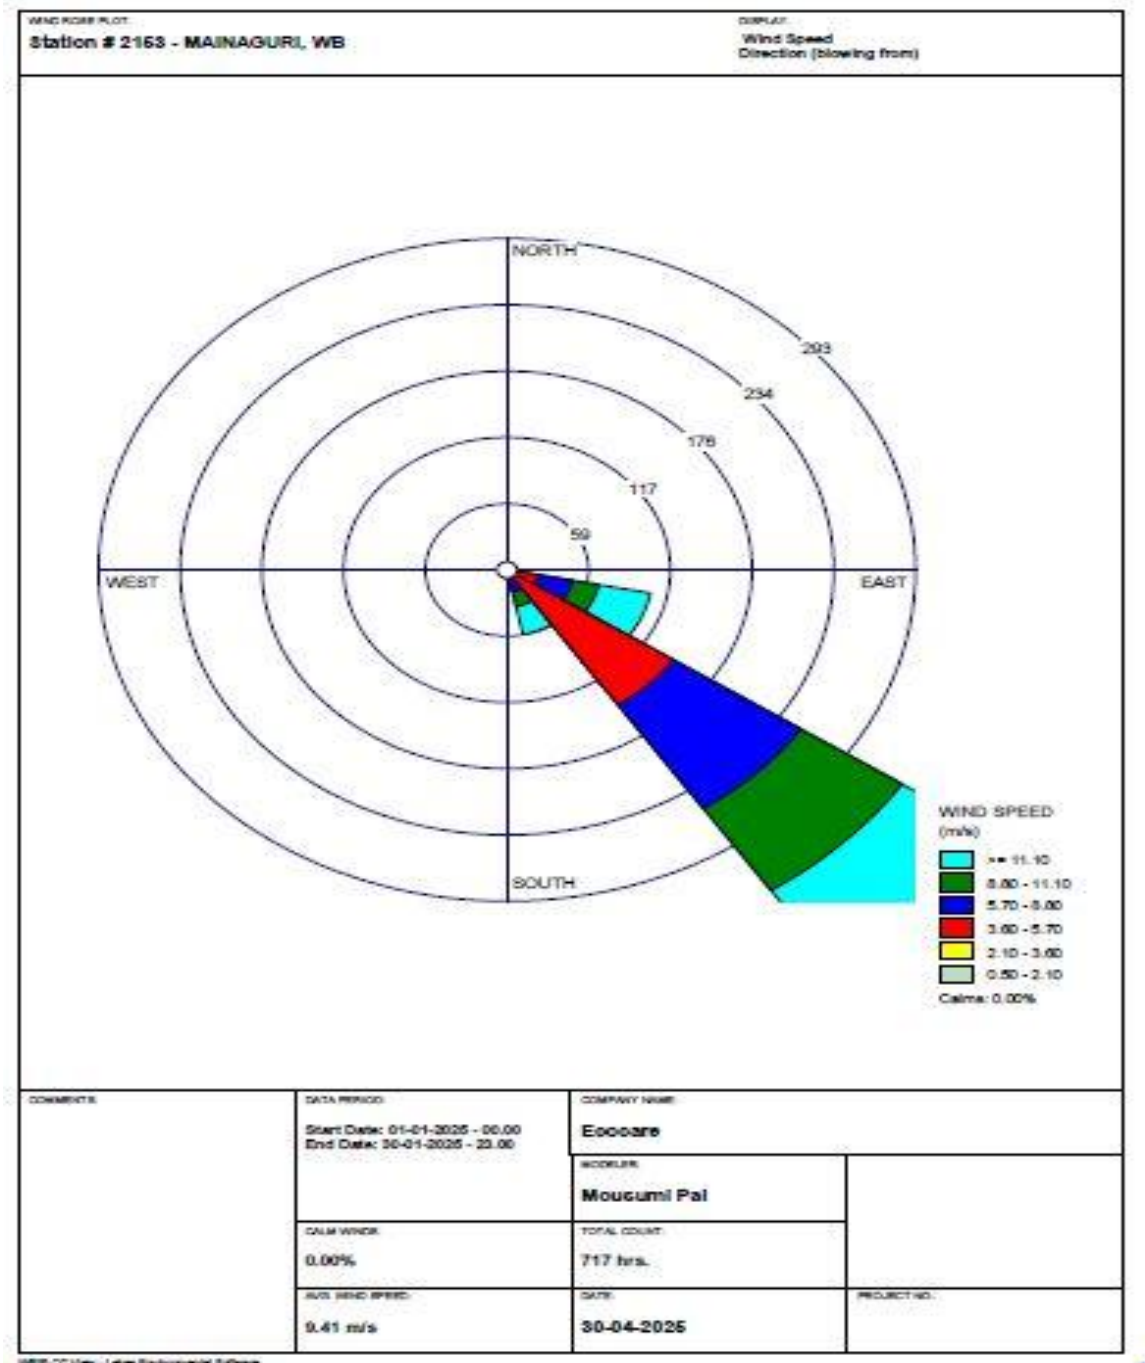 WIND ROSE PLOT:
Station # 2153 - MAINAGURI, WB
DISPLAY:
Wind Speed
Direction (blowing from)
NORTH
293
234
176
117
59
WEST
EAST
SOUTH
WIND SPEED
(m/s)
>= 11.10
8.80 - 11.10
5.70 - 8.80
3.60 - 5.70
2.10 - 3.60
0.50 - 2.10
Calms: 0.00%
COMMENTS:
DATA PERIOD:
Start Date: 01-01-2025 - 00:00
End Date: 30-01-2025 - 23:00
COMPANY NAME:
Ecocare
MODELER:
Mousumi Pal
CALM WINDS:
0.00%
TOTAL COUNT:
717 hrs.
AVG. WIND SPEED:
9.41 m/s
DATE:
30-04-2025
PROJECT NO.: